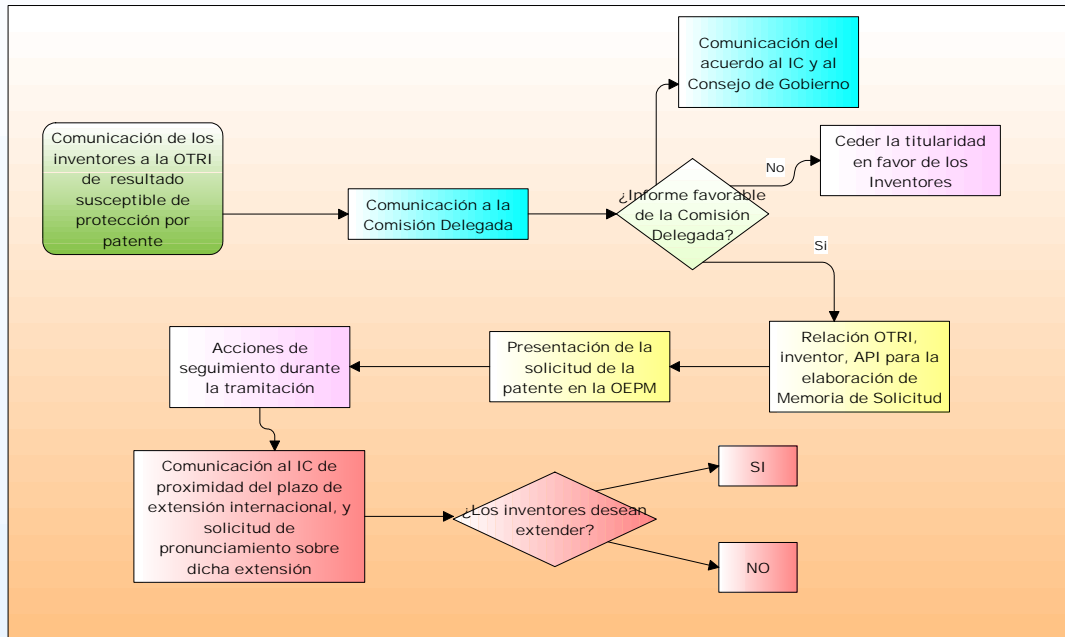 Comunicación del
acuerdo al IC y al
Consejo de Gobierno
Comunicación de los
inventores a la OTRI
de resultado
susceptible de
protección por
patente
Ceder la titularidad
en favor de los
Inventores
No
Comunicación a la
Comisión Delegada
¿Informe favorable
de la Comisión
Delegada?
Si
Relación OTRI,
inventor, API para la
elaboración de
Memoria de Solicitud
Presentación de la
solicitud de la
patente en la OEPM
Acciones de
seguimiento durante
la tramitación
Comunicación al IC de
proximidad del plazo de
extensión internacional, y
solicitud de
pronunciamiento sobre
dicha extensión
¿Los inventores desean
extender?
SI
NO